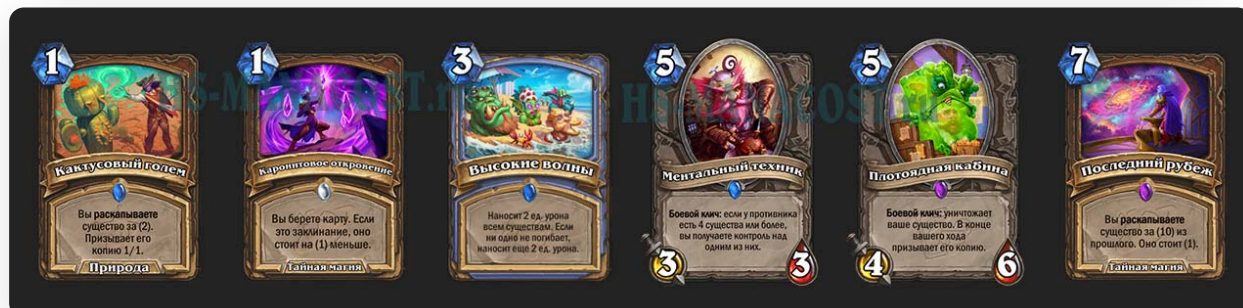 1
Кактусовый голем
Вы раскапываете
существо за (2).
Призывает его
копию 1/1.
Природа
1
Каронитовое откровение
Вы берете карту. Если
это заклинание, оно
стоит на (1) меньше.
Тайная магия
3
Высокие волны
Наносит 2 ед. урона
всем существам. Если
ни одно не погибает,
наносит еще 2 ед. урона.
5
Ментальный техник
Боевой клич: если у противника
есть 4 существа или более,
вы получаете контроль над
одним из них.
3
3
5
Плотоядная кабина
Боевой клич: уничтожает
ваше существо. В конце
вашего хода
призывает его копию.
4
6
7
Последний рубеж
Вы раскапываете
существо за (10) из
прошлого. Оно стоит (1).
Тайная магия